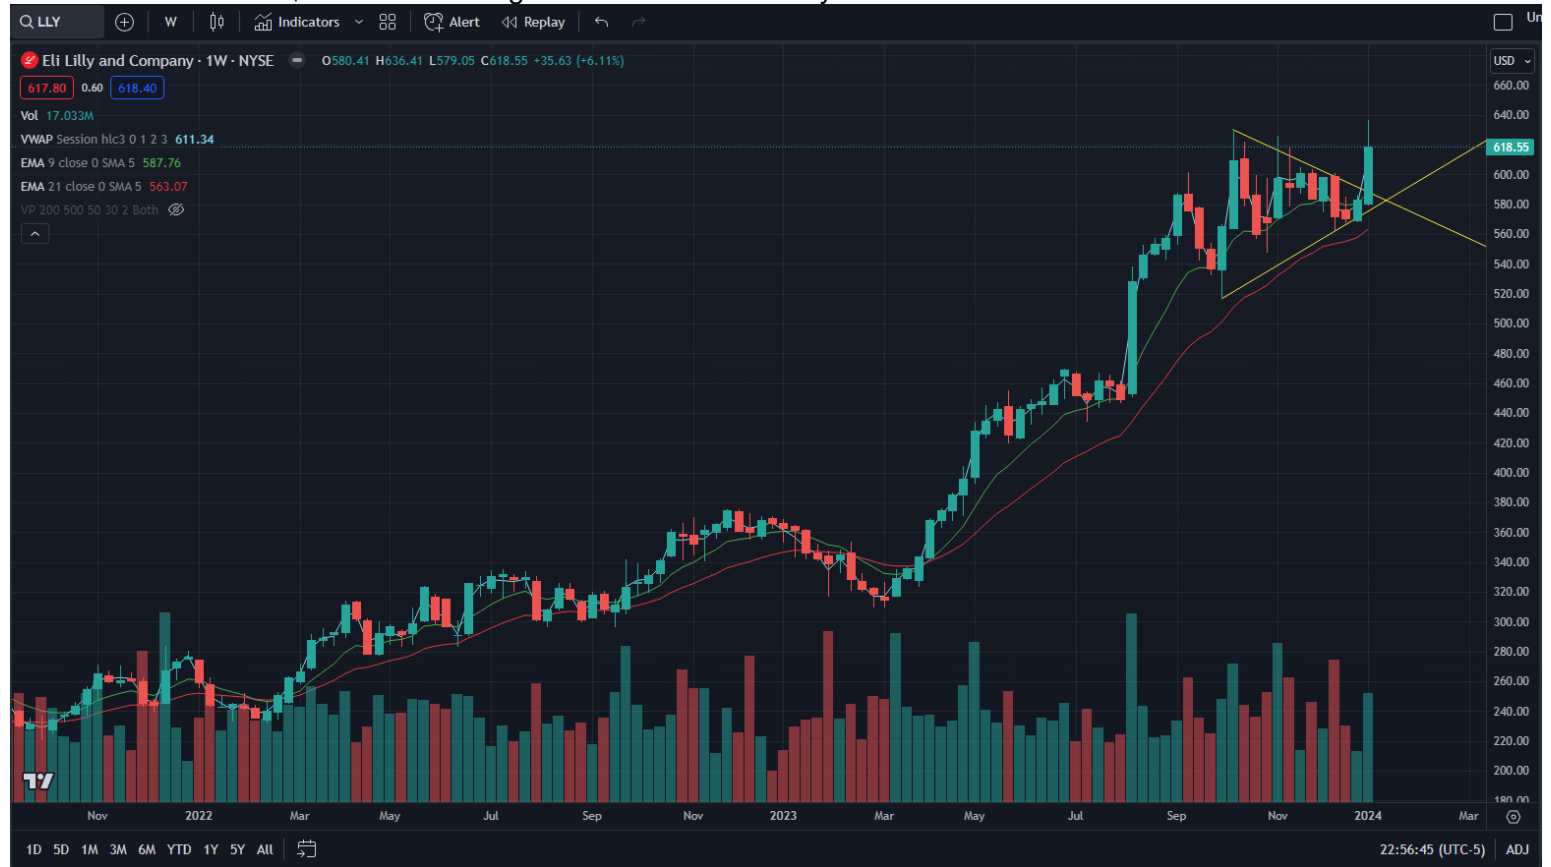 LLY W Indicators Alert Replay Un
Eli Lilly and Company · 1W · NYSE O580.41 H636.41 L579.05 C618.55 +35.63 (+6.11%) USD
617.80 0.60 618.40
Vol 17.033M
VWAP Session hlc3 0 1 2 3 611.34
EMA 9 close 0 SMA 5 587.76
EMA 21 close 0 SMA 5 563.07
VP 200 500 50 30 2 Both
660.00
640.00
618.55
600.00
580.00
560.00
540.00
520.00
500.00
480.00
460.00
440.00
420.00
400.00
380.00
360.00
340.00
320.00
300.00
280.00
260.00
240.00
220.00
200.00
180.00
Nov 2022 Mar May Jul Sep Nov 2023 Mar May Jul Sep Nov 2024 Mar
1D 5D 1M 3M 6M YTD 1Y 5Y All 22:56:45 (UTC-5) ADJ